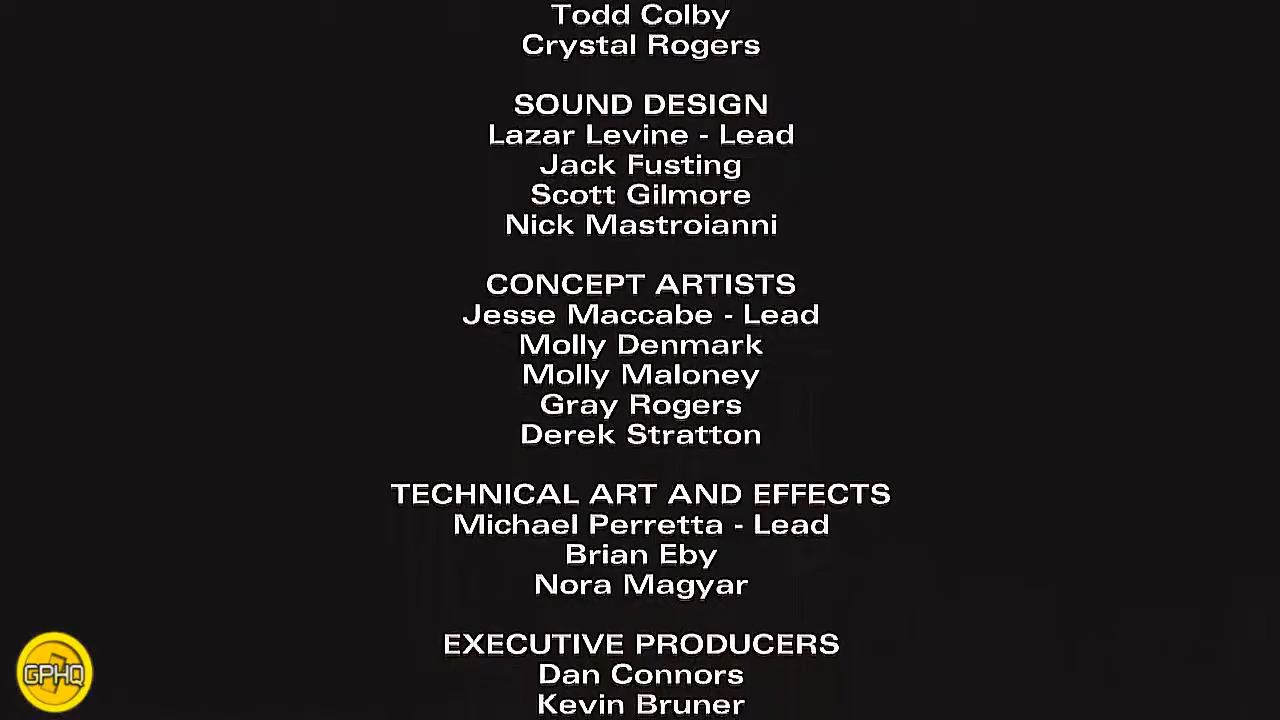 Todd Colby
Crystal Rogers
SOUND DESIGN
Lazar Levine - Lead
Jack Fusting
Scott Gilmore
Nick Mastroianni
CONCEPT ARTISTS
Jesse Maccabe - Lead
Molly Denmark
Molly Maloney
Gray Rogers
Derek Stratton
TECHNICAL ART AND EFFECTS
Michael Perretta - Lead
Brian Eby
Nora Magyar
EXECUTIVE PRODUCERS
Dan Connors
Kevin Bruner
GPHQ